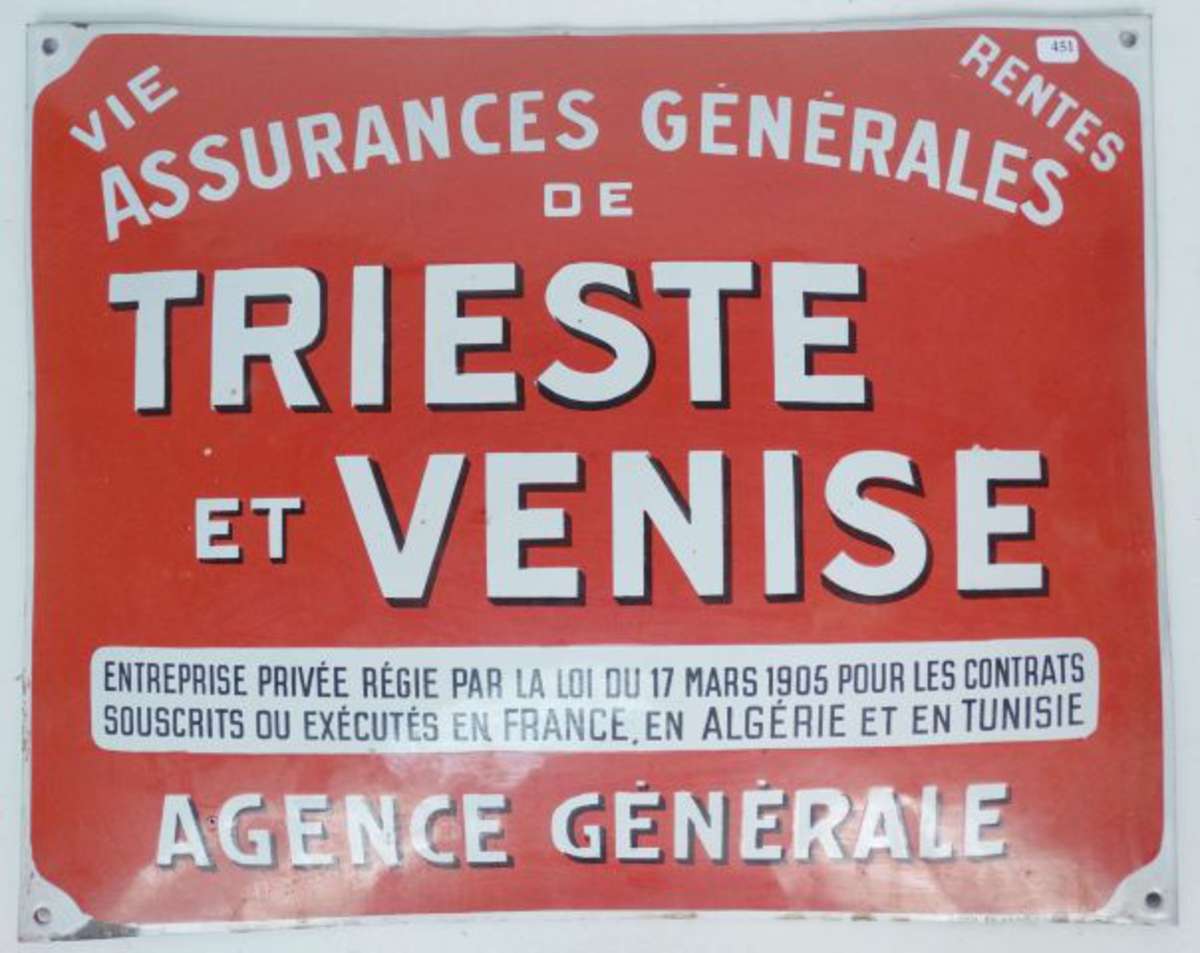 VIE
RENTES
451
ASSURANCES GÉNÉRALES
DE
TRIESTE
ET VENISE
ENTREPRISE PRIVÉE RÉGIE PAR LA LOI DU 17 MARS 1905 POUR LES CONTRATS
SOUSCRITS OU EXÉCUTÉS EN FRANCE, EN ALGÉRIE ET EN TUNISIE
AGENCE GÉNÉRALE